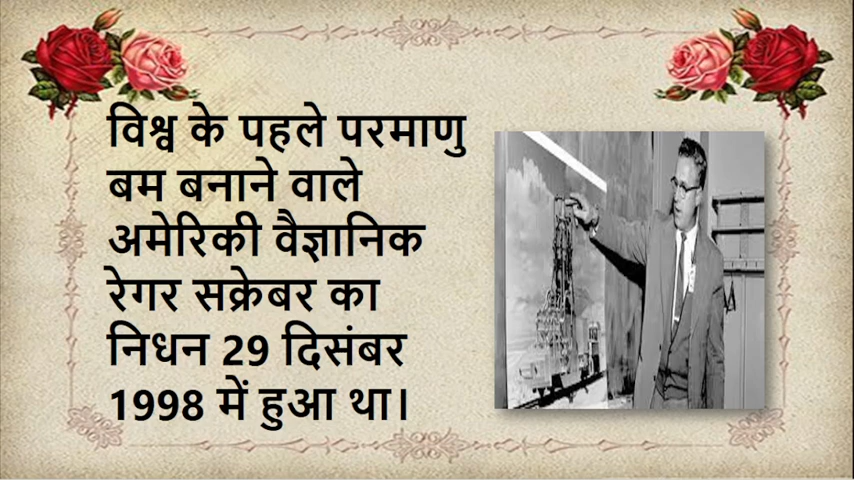 विश्व के पहले परमाणु
बम बनाने वाले
अमेरिकी वैज्ञानिक
रेगर सक्रेबर का
निधन 29 दिसंबर
1998 में हुआ था।